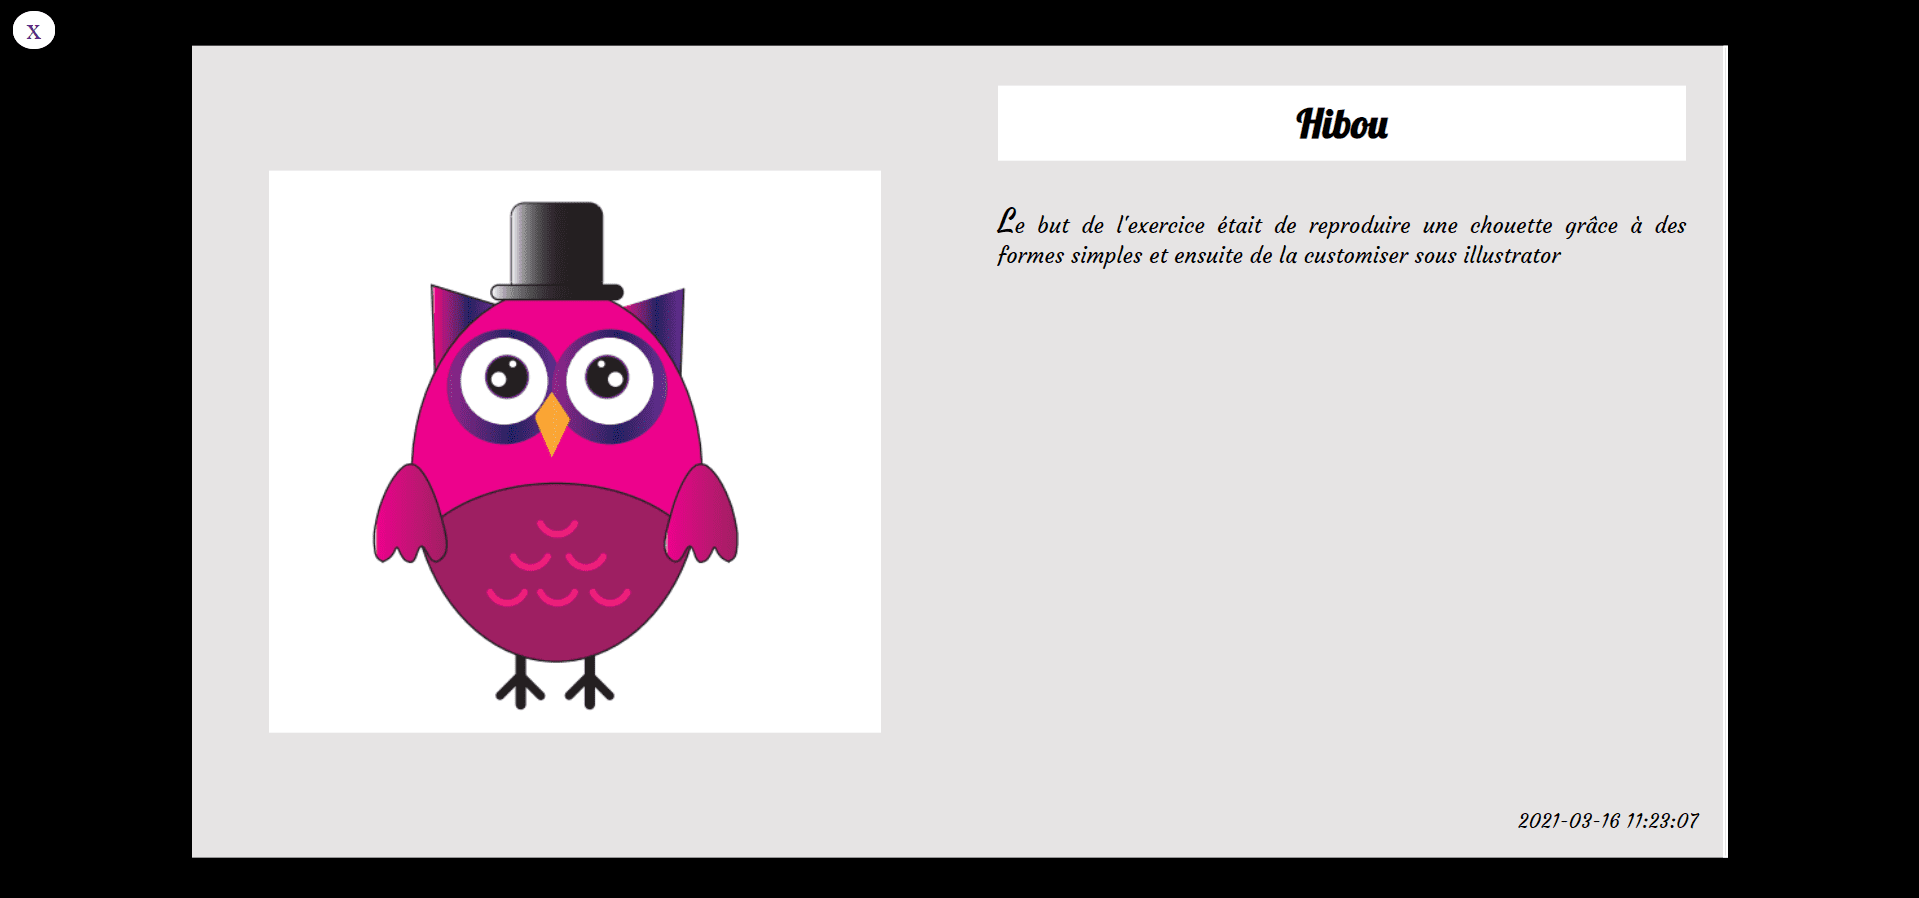 x
Hibou
Le but de l'exercice était de reproduire une chouette grâce à des
formes simples et ensuite de la customiser sous illustrator
2021-03-16 11:23:07